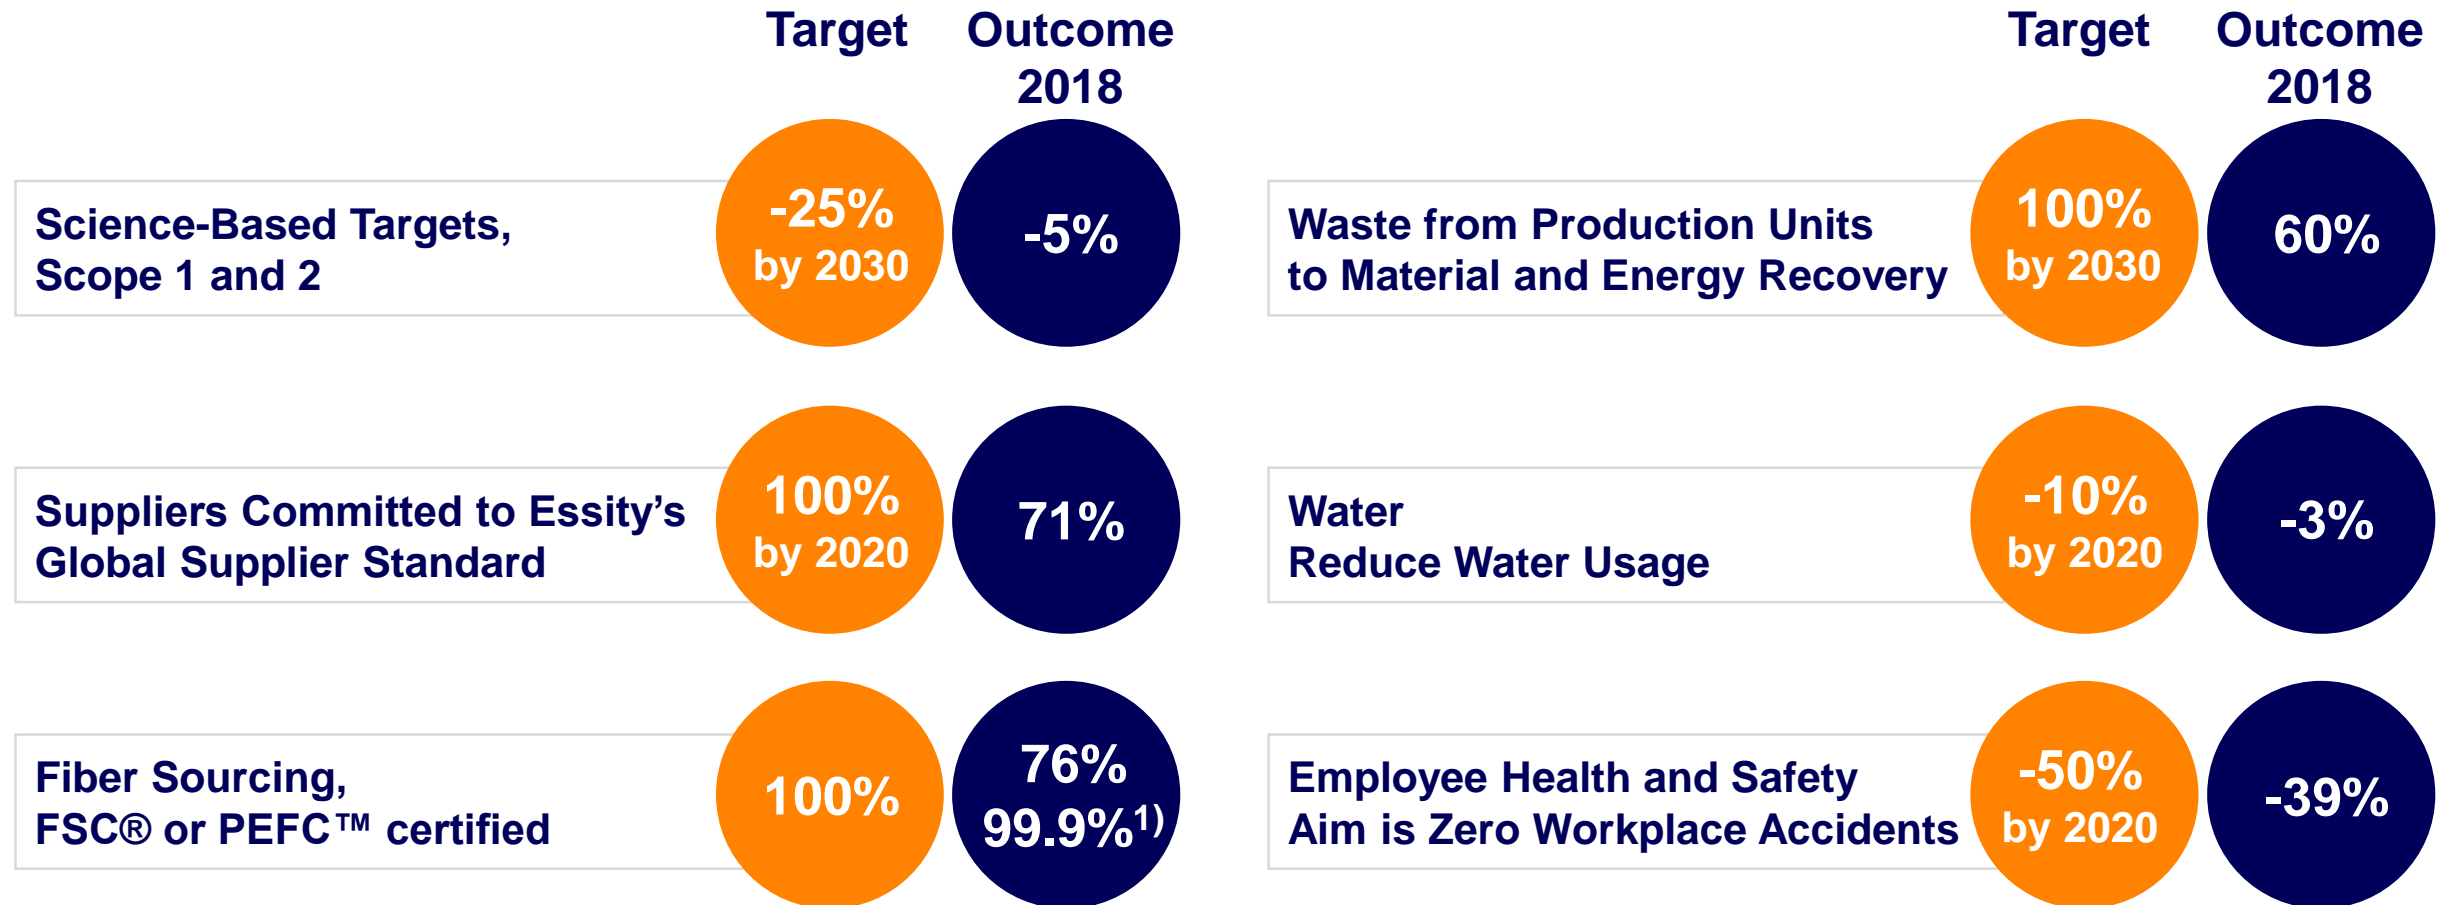 Target Outcome
2018
Science-Based Targets,
Scope 1 and 2
-25%
by 2030
-5%
Suppliers Committed to Essity’s
Global Supplier Standard
100%
by 2020
71%
Fiber Sourcing,
FSC® or PEFC™ certified
100%
76%
99.9%¹⁾
Target Outcome
2018
Waste from Production Units
to Material and Energy Recovery
100%
by 2030
60%
Water
Reduce Water Usage
-10%
by 2020
-3%
Employee Health and Safety
Aim is Zero Workplace Accidents
-50%
by 2020
-39%